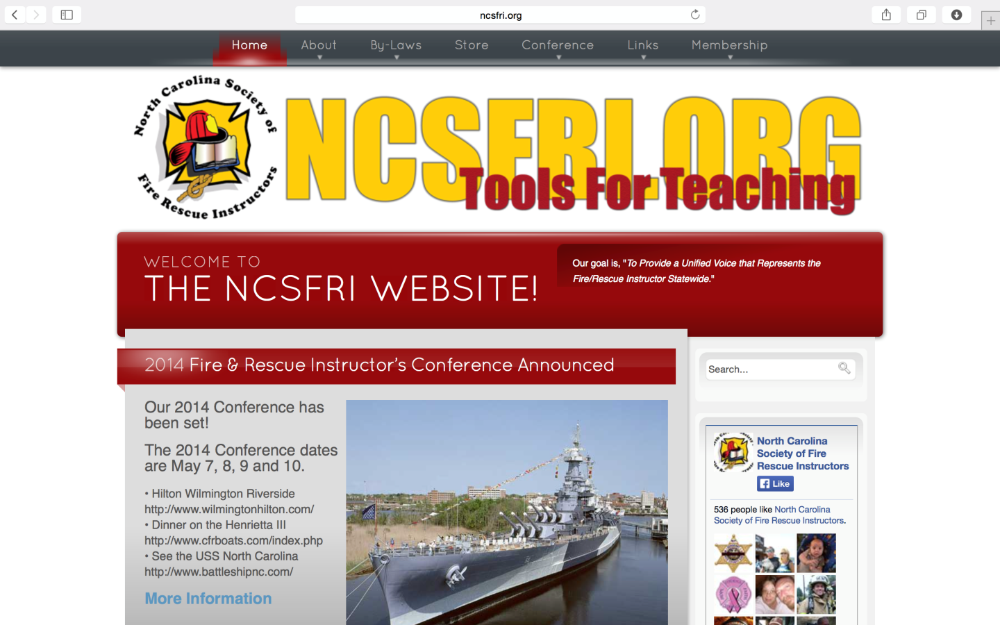 ncsfri.org
Home About By-Laws Store Conference Links Membership
North Carolina Society of
Fire Rescue Instructors
NCSFRI.ORG
Tools For Teaching
WELCOME TO
THE NCSFRI WEBSITE!
Our goal is, "To Provide a Unified Voice that Represents the
Fire/Rescue Instructor Statewide."
2014 Fire & Rescue Instructor's Conference Announced
Our 2014 Conference has
been set!
The 2014 Conference dates
are May 7, 8, 9 and 10.
• Hilton Wilmington Riverside
http://www.wilmingtonhilton.com/
• Dinner on the Henrietta III
http://www.cfrboats.com/index.php
• See the USS North Carolina
http://www.battleshipnc.com/
More Information
Search...
North Carolina
Society of Fire
Rescue Instructors
Like
536 people like North Carolina
Society of Fire Rescue Instructors.